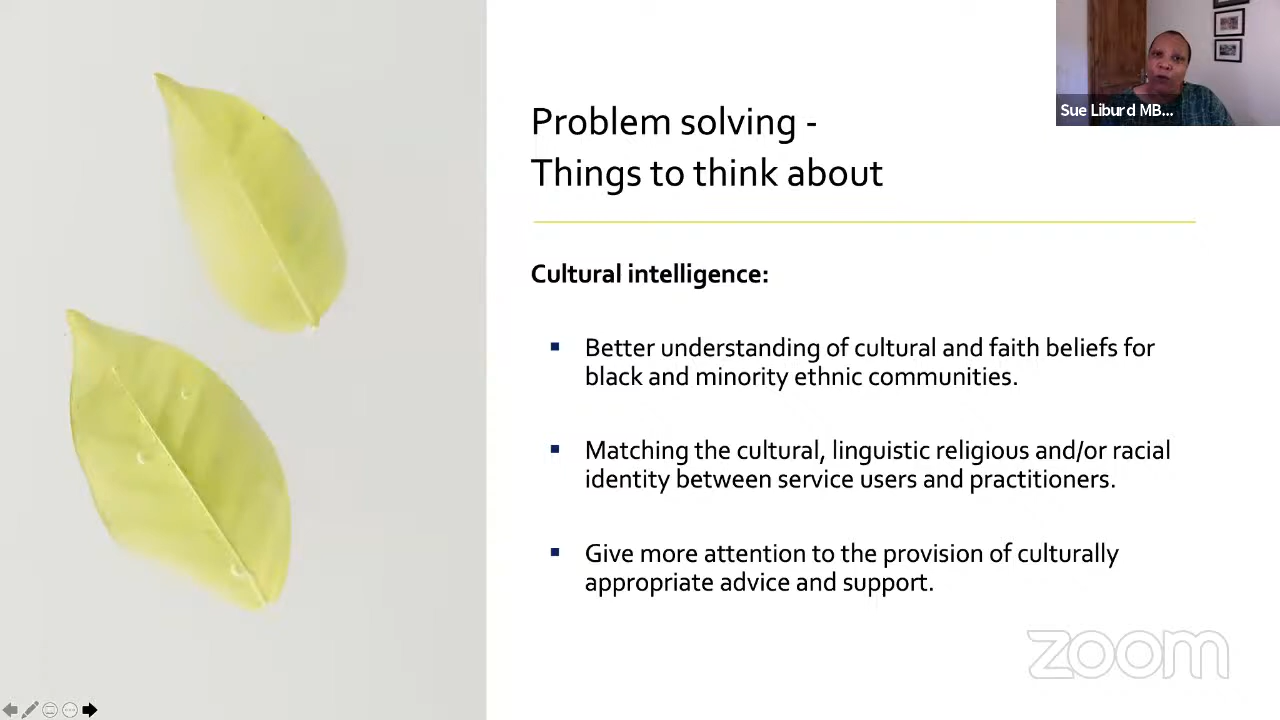 Sue Liburd MB...
Problem solving -
Things to think about
Cultural intelligence:
Better understanding of cultural and faith beliefs for
black and minority ethnic communities.
Matching the cultural, linguistic religious and/or racial
identity between service users and practitioners.
Give more attention to the provision of culturally
appropriate advice and support.
zoom